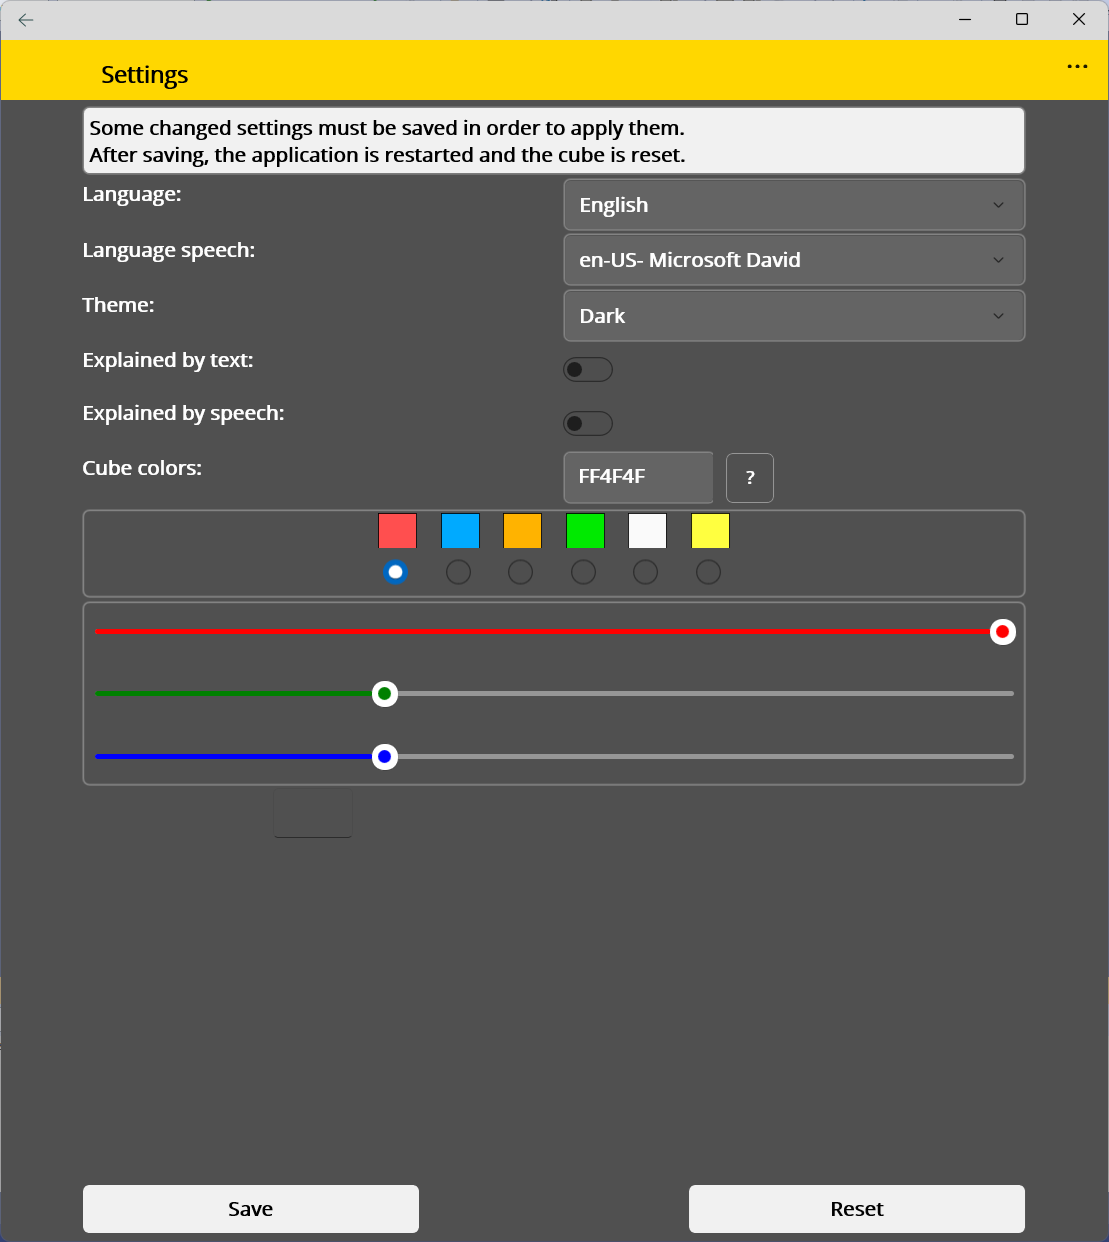 Settings
...
Some changed settings must be saved in order to apply them.
After saving, the application is restarted and the cube is reset.
Language:
English
Language speech:
en-US- Microsoft David
Theme:
Dark
Explained by text:
Explained by speech:
Cube colors:
FF4F4F
?
Save
Reset